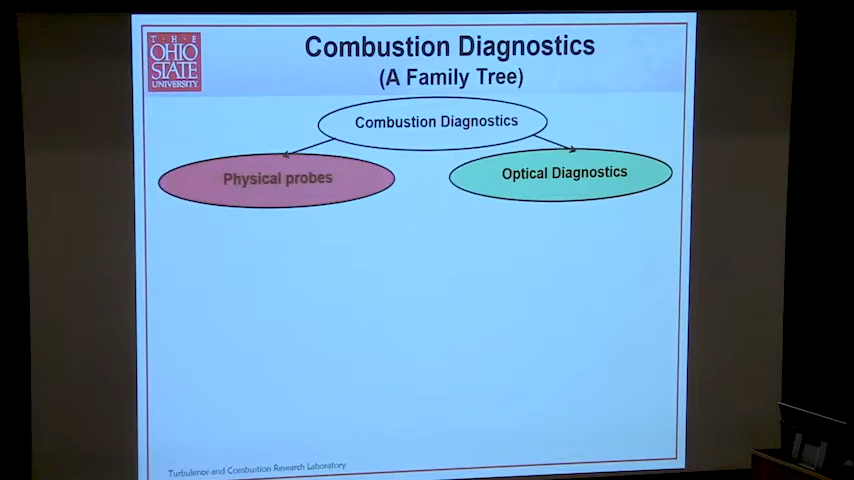 T · H · E
OHIO
STATE
UNIVERSITY
Combustion Diagnostics
(A Family Tree)
Combustion Diagnostics
Physical probes
Optical Diagnostics
Turbulence and Combustion Research Laboratory